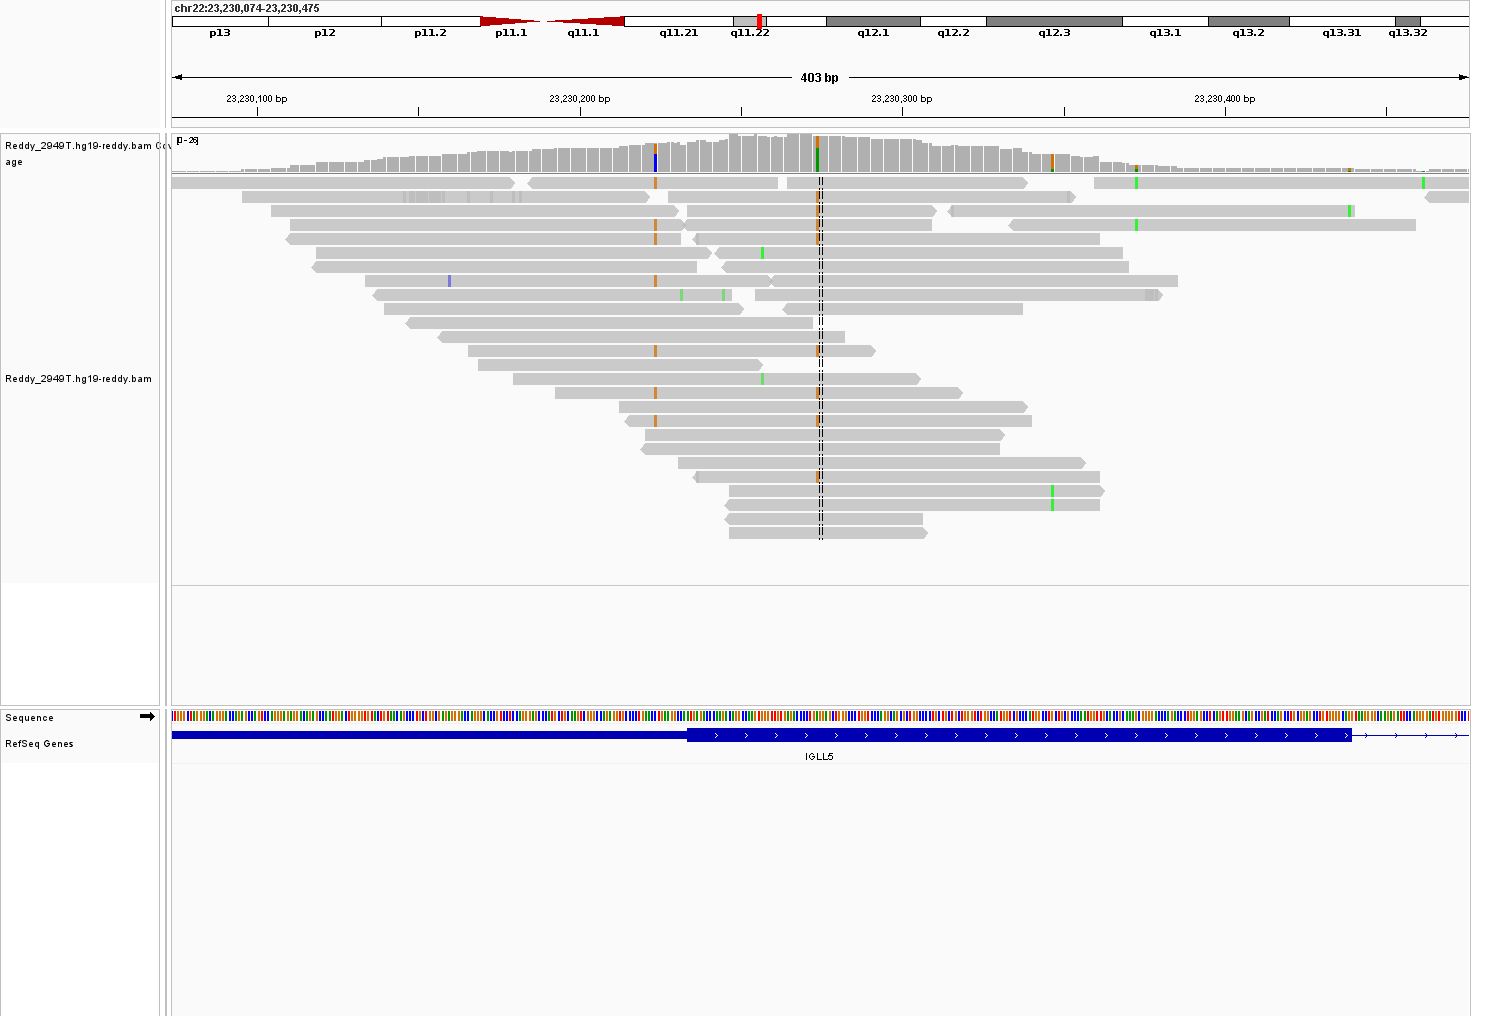 chr22:23,230,074-23,230,475
p13 p12 p11.2 p11.1 q11.1 q11.21 q11.22 q12.1 q12.2 q12.3 q13.1 q13.2 q13.31 q13.32
403 bp
23,230,100 bp 23,230,200 bp 23,230,300 bp 23,230,400 bp
[0-26]
Reddy_2949T.hg19-reddy.bam Cov
age
Reddy_2949T.hg19-reddy.bam
Sequence
RefSeq Genes
IGLL5